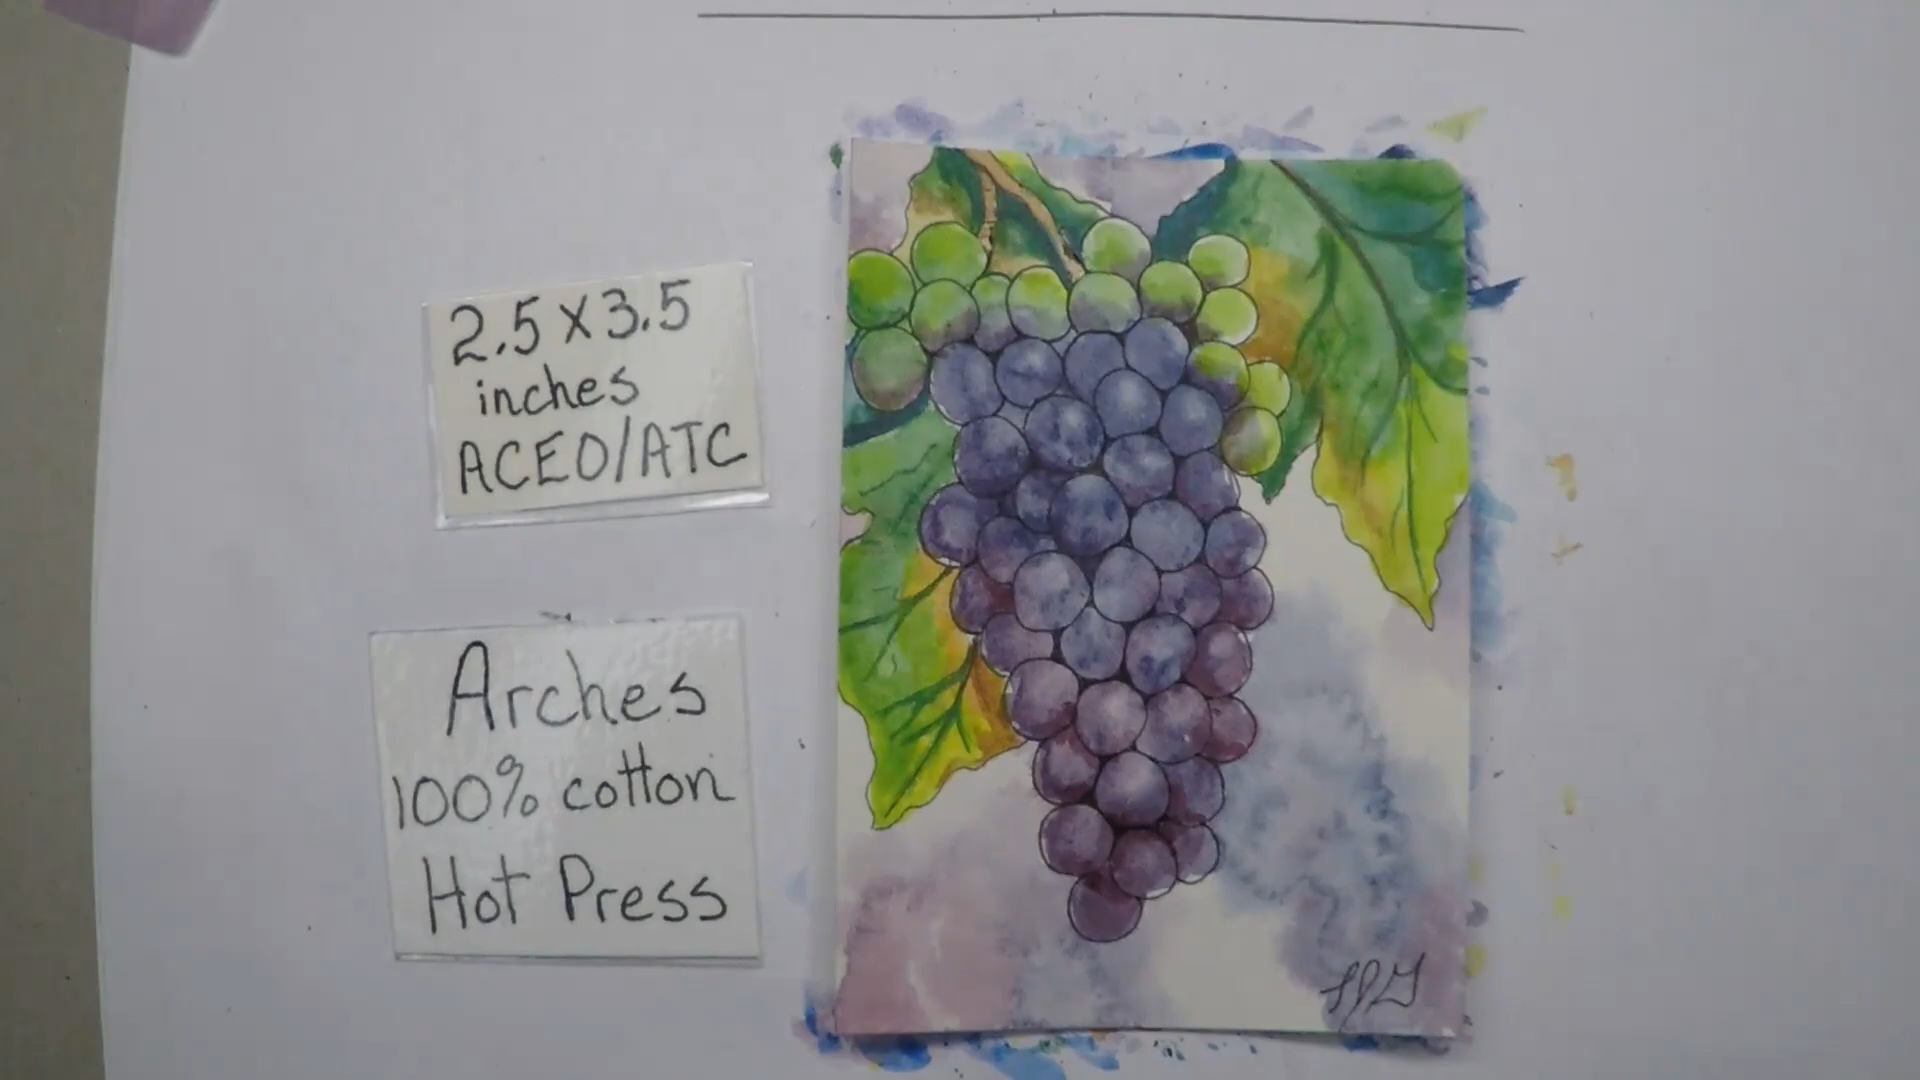 2.5 x 3.5
inches
ACEO/ATC
Arches
100% cotton
Hot Press